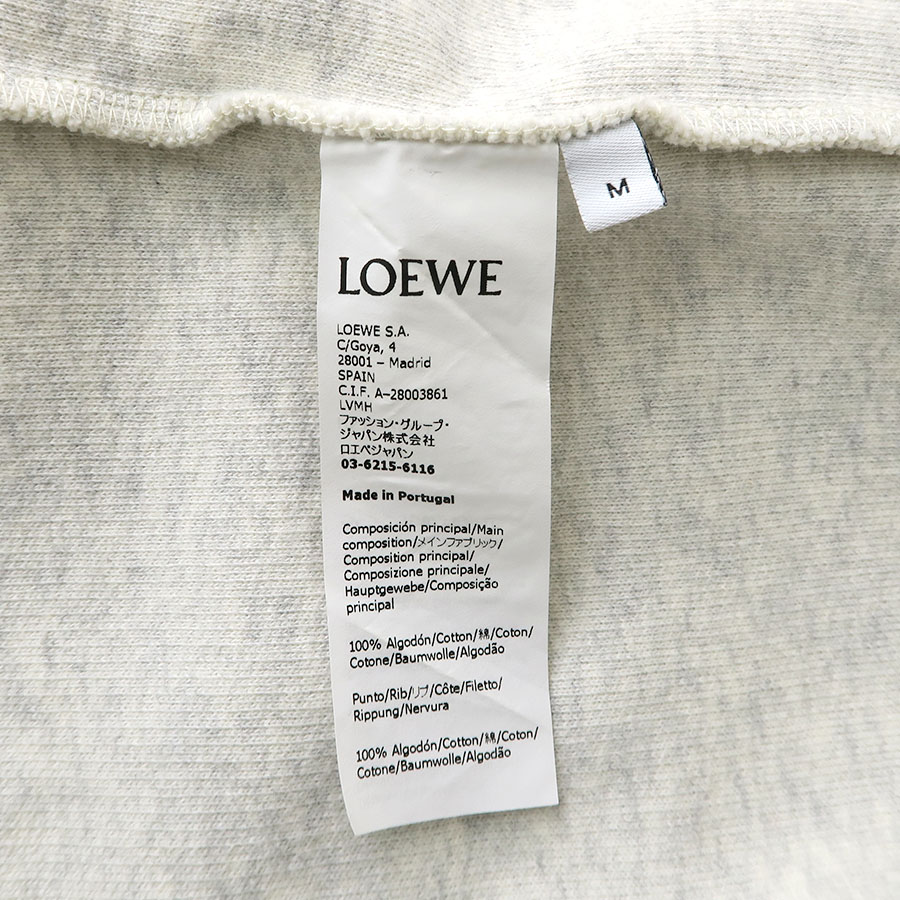 M
LOEWE
LOEWE S.A.
C/Goya, 4
28001 – Madrid
SPAIN
C.I.F. A–28003861
LVMH
ファッション・グループ・
ジャパン株式会社
ロエベジャパン
03-6215-6116
Made in Portugal
Composición principal/Main
composition/メインファブリック/
Composition principal/
Composizione principale/
Hauptgewebe/Composição
principal
100% Algodón/Cotton/綿/Coton/
Cotone/Baumwolle/Algodão
Punto/Rib/リブ/Côte/Filetto/
Rippung/Nervura
100% Algodón/Cotton/綿/Coton/
Cotone/Baumwolle/Algodão